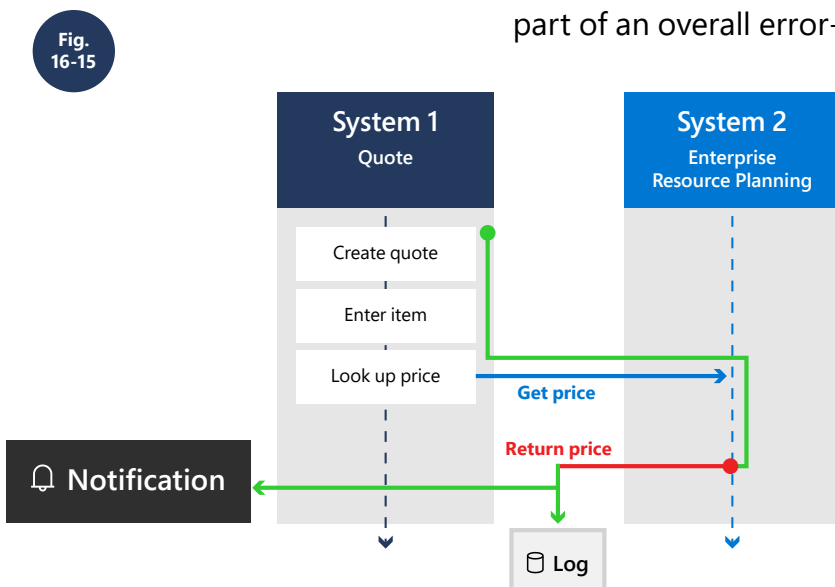 part of an overall error-
Fig.
16-15
System 1
Quote
System 2
Enterprise
Resource Planning
Create quote
Enter item
Look up price
Get price
Return price
Notification
Log